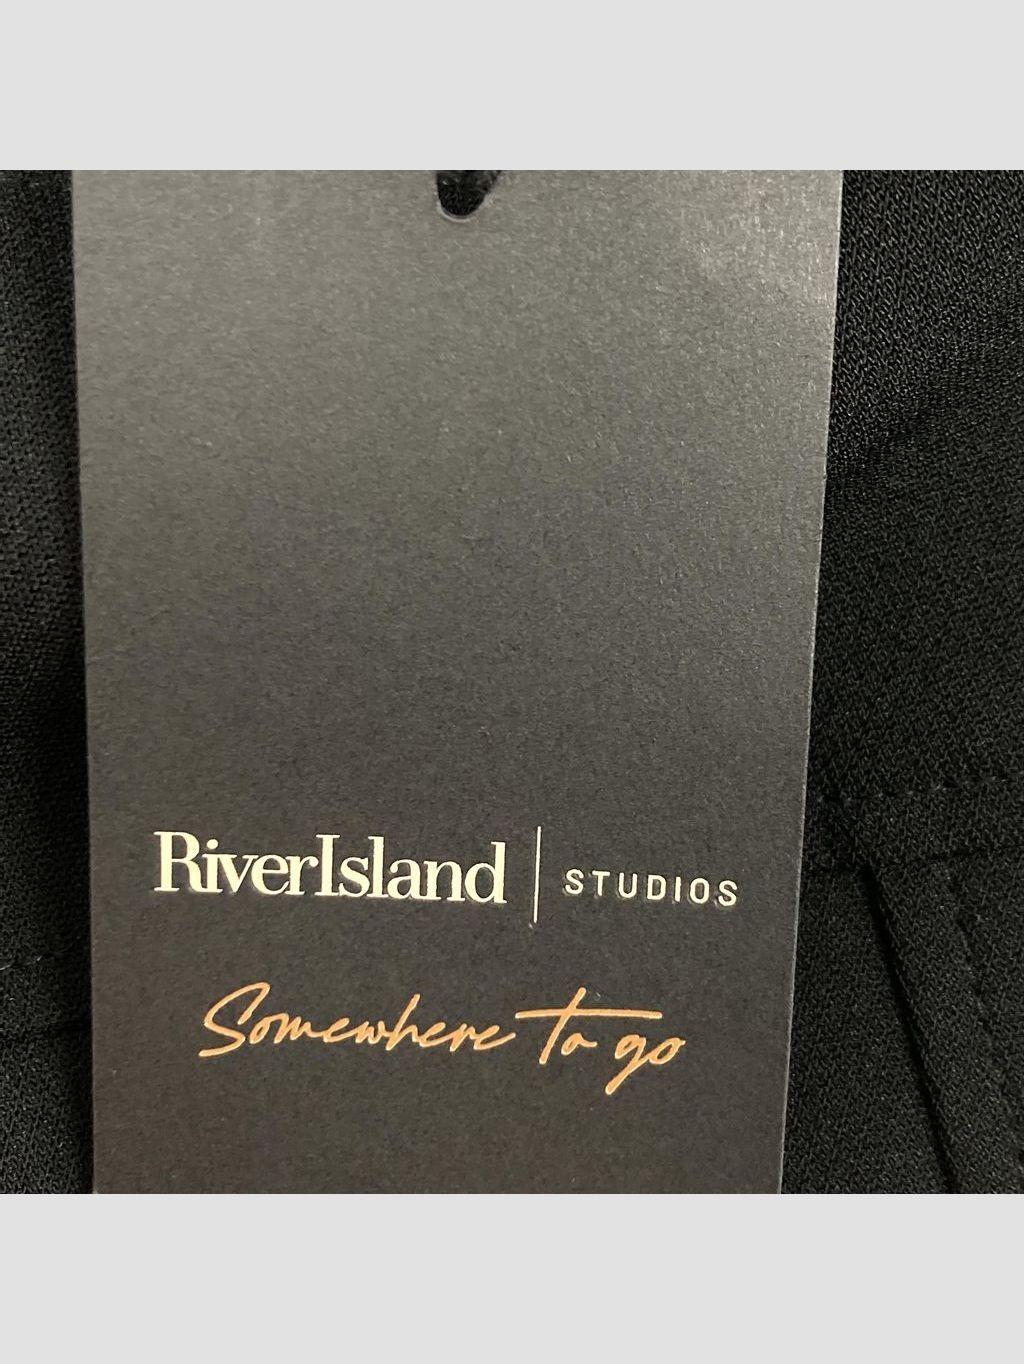 RiverIsland | STUDIOS
Somewhere to go